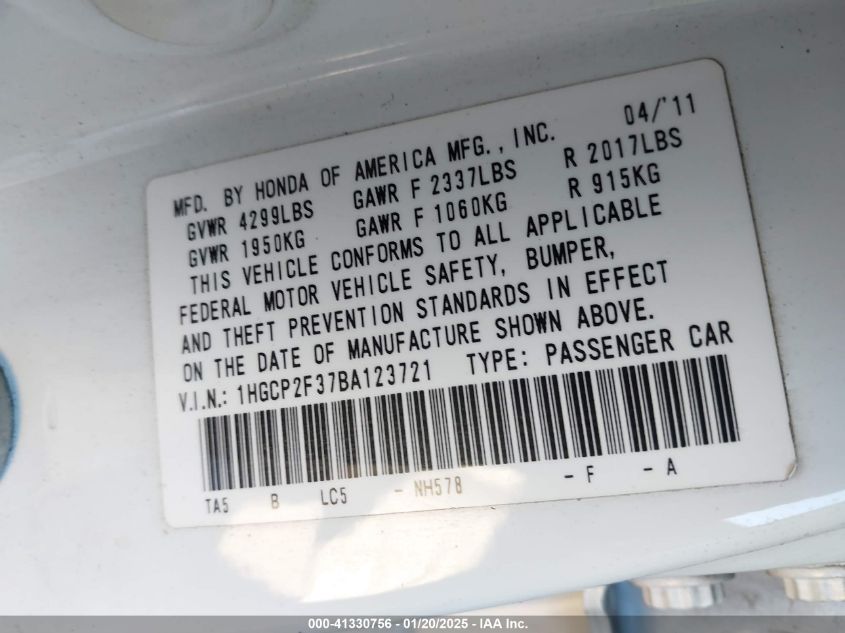 MFD. BY HONDA OF AMERICA MFG., INC. 04/'11
GVWR 4299LBS GAWR F 2337LBS R 2017LBS
GVWR 1950KG GAWR F 1060KG R 915KG
THIS VEHICLE CONFORMS TO ALL APPLICABLE
FEDERAL MOTOR VEHICLE SAFETY, BUMPER,
AND THEFT PREVENTION STANDARDS IN EFFECT
ON THE DATE OF MANUFACTURE SHOWN ABOVE.
V.I.N.: 1HGCP2F37BA123721 TYPE: PASSENGER CAR
TA5 B LC5 - NH578 - F - A
000-41330756 | 01/20/2025 - IAA Inc.